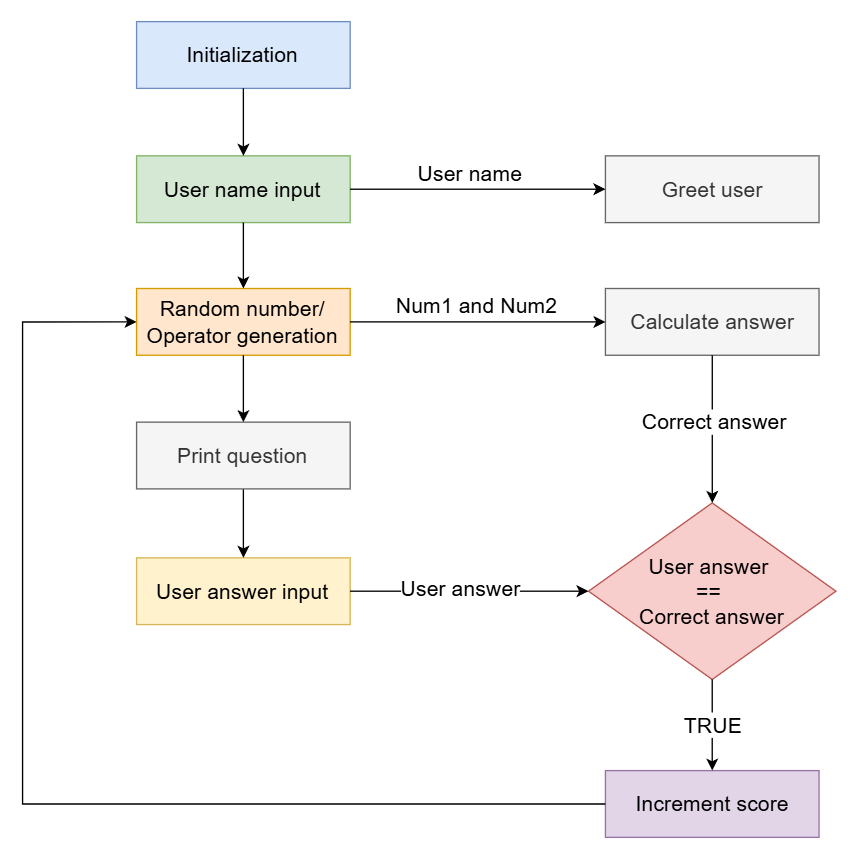 Initialization
User name input
User name
Greet user
Random number/
Operator generation
Num1 and Num2
Calculate answer
Correct answer
Print question
User answer input
User answer
User answer
==
Correct answer
TRUE
Increment score